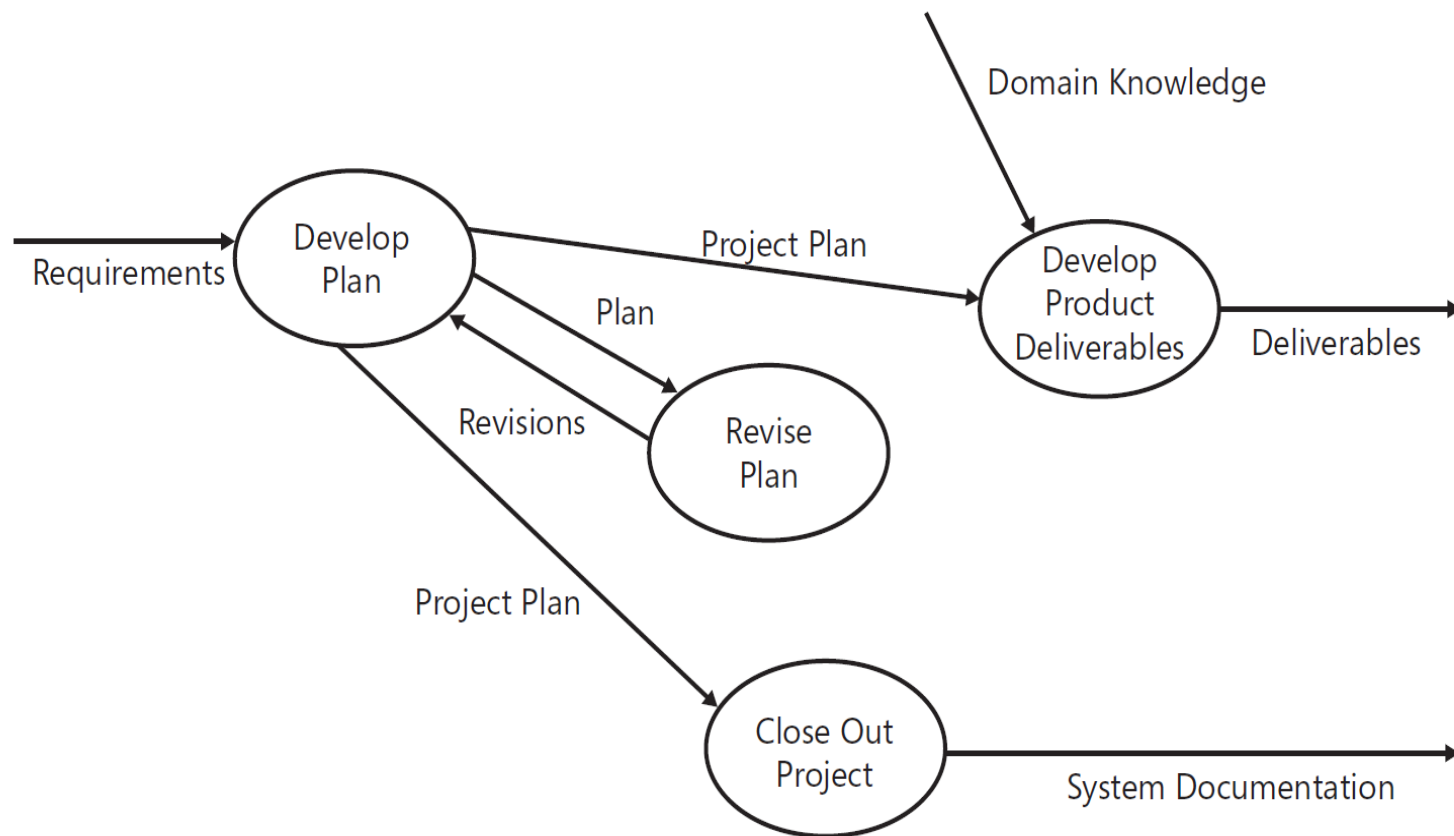 Domain Knowledge
Requirements
Develop
Plan
Project Plan
Develop
Product
Deliverables
Deliverables
Plan
Revisions
Revise
Plan
Project Plan
Close Out
Project
System Documentation